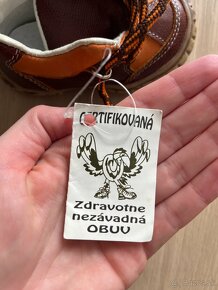 CERTIFIKOVANÁ
Zdravotne
nezávadná
OBUV